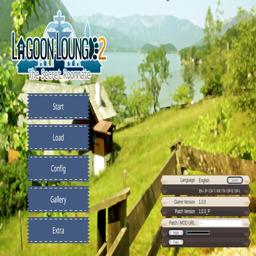 LAGOON LOUNGE 2
The Secret Roommate
Start
Load
Config
Gallery
Extra
Language English
Game Version 1.0.0
Patch Version 1.0.0_P
Patch / MOD URL